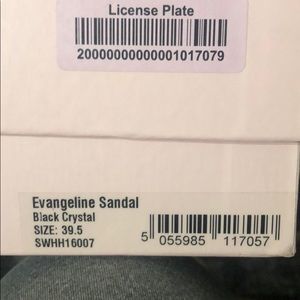 License Plate
20000000000001017079
Evangeline Sandal
Black Crystal
SIZE: 39.5
SWHH16007
5 055985 117057